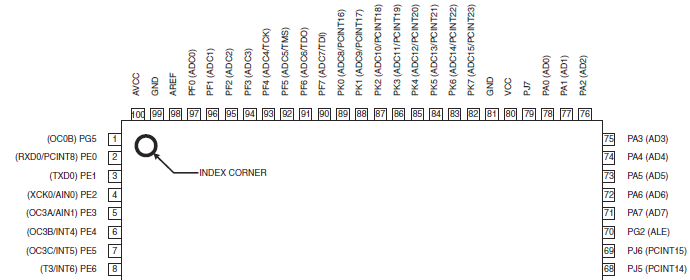 AVCC
GND
AREF
PF0 (ADC0)
PF1 (ADC1)
PF2 (ADC2)
PF3 (ADC3)
PF4 (ADC4/TCK)
PF5 (ADC5/TMS)
PF6 (ADC6/TDO)
PF7 (ADC7/TDI)
PK0 (ADC8/PCINT16)
PK1 (ADC9/PCINT17)
PK2 (ADC10/PCINT18)
PK3 (ADC11/PCINT19)
PK4 (ADC12/PCINT20)
PK5 (ADC13/PCINT21)
PK6 (ADC14/PCINT22)
PK7 (ADC15/PCINT23)
GND
VCC
PJ7
PA0 (AD0)
PA1 (AD1)
PA2 (AD2)
100 99 98 97 96 95 94 93 92 91 90 89 88 87 86 85 84 83 82 81 80 79 78 77 76
(OC0B) PG5 1
75 PA3 (AD3)
(RXD0/PCINT8) PE0 2
74 PA4 (AD4)
INDEX CORNER
(TXD0) PE1 3
73 PA5 (AD5)
(XCK0/AIN0) PE2 4
72 PA6 (AD6)
(OC3A/AIN1) PE3 5
71 PA7 (AD7)
(OC3B/INT4) PE4 6
70 PG2 (ALE)
(OC3C/INT5) PE5 7
69 PJ6 (PCINT15)
(T3/INT6) PE6 8
68 PJ5 (PCINT14)